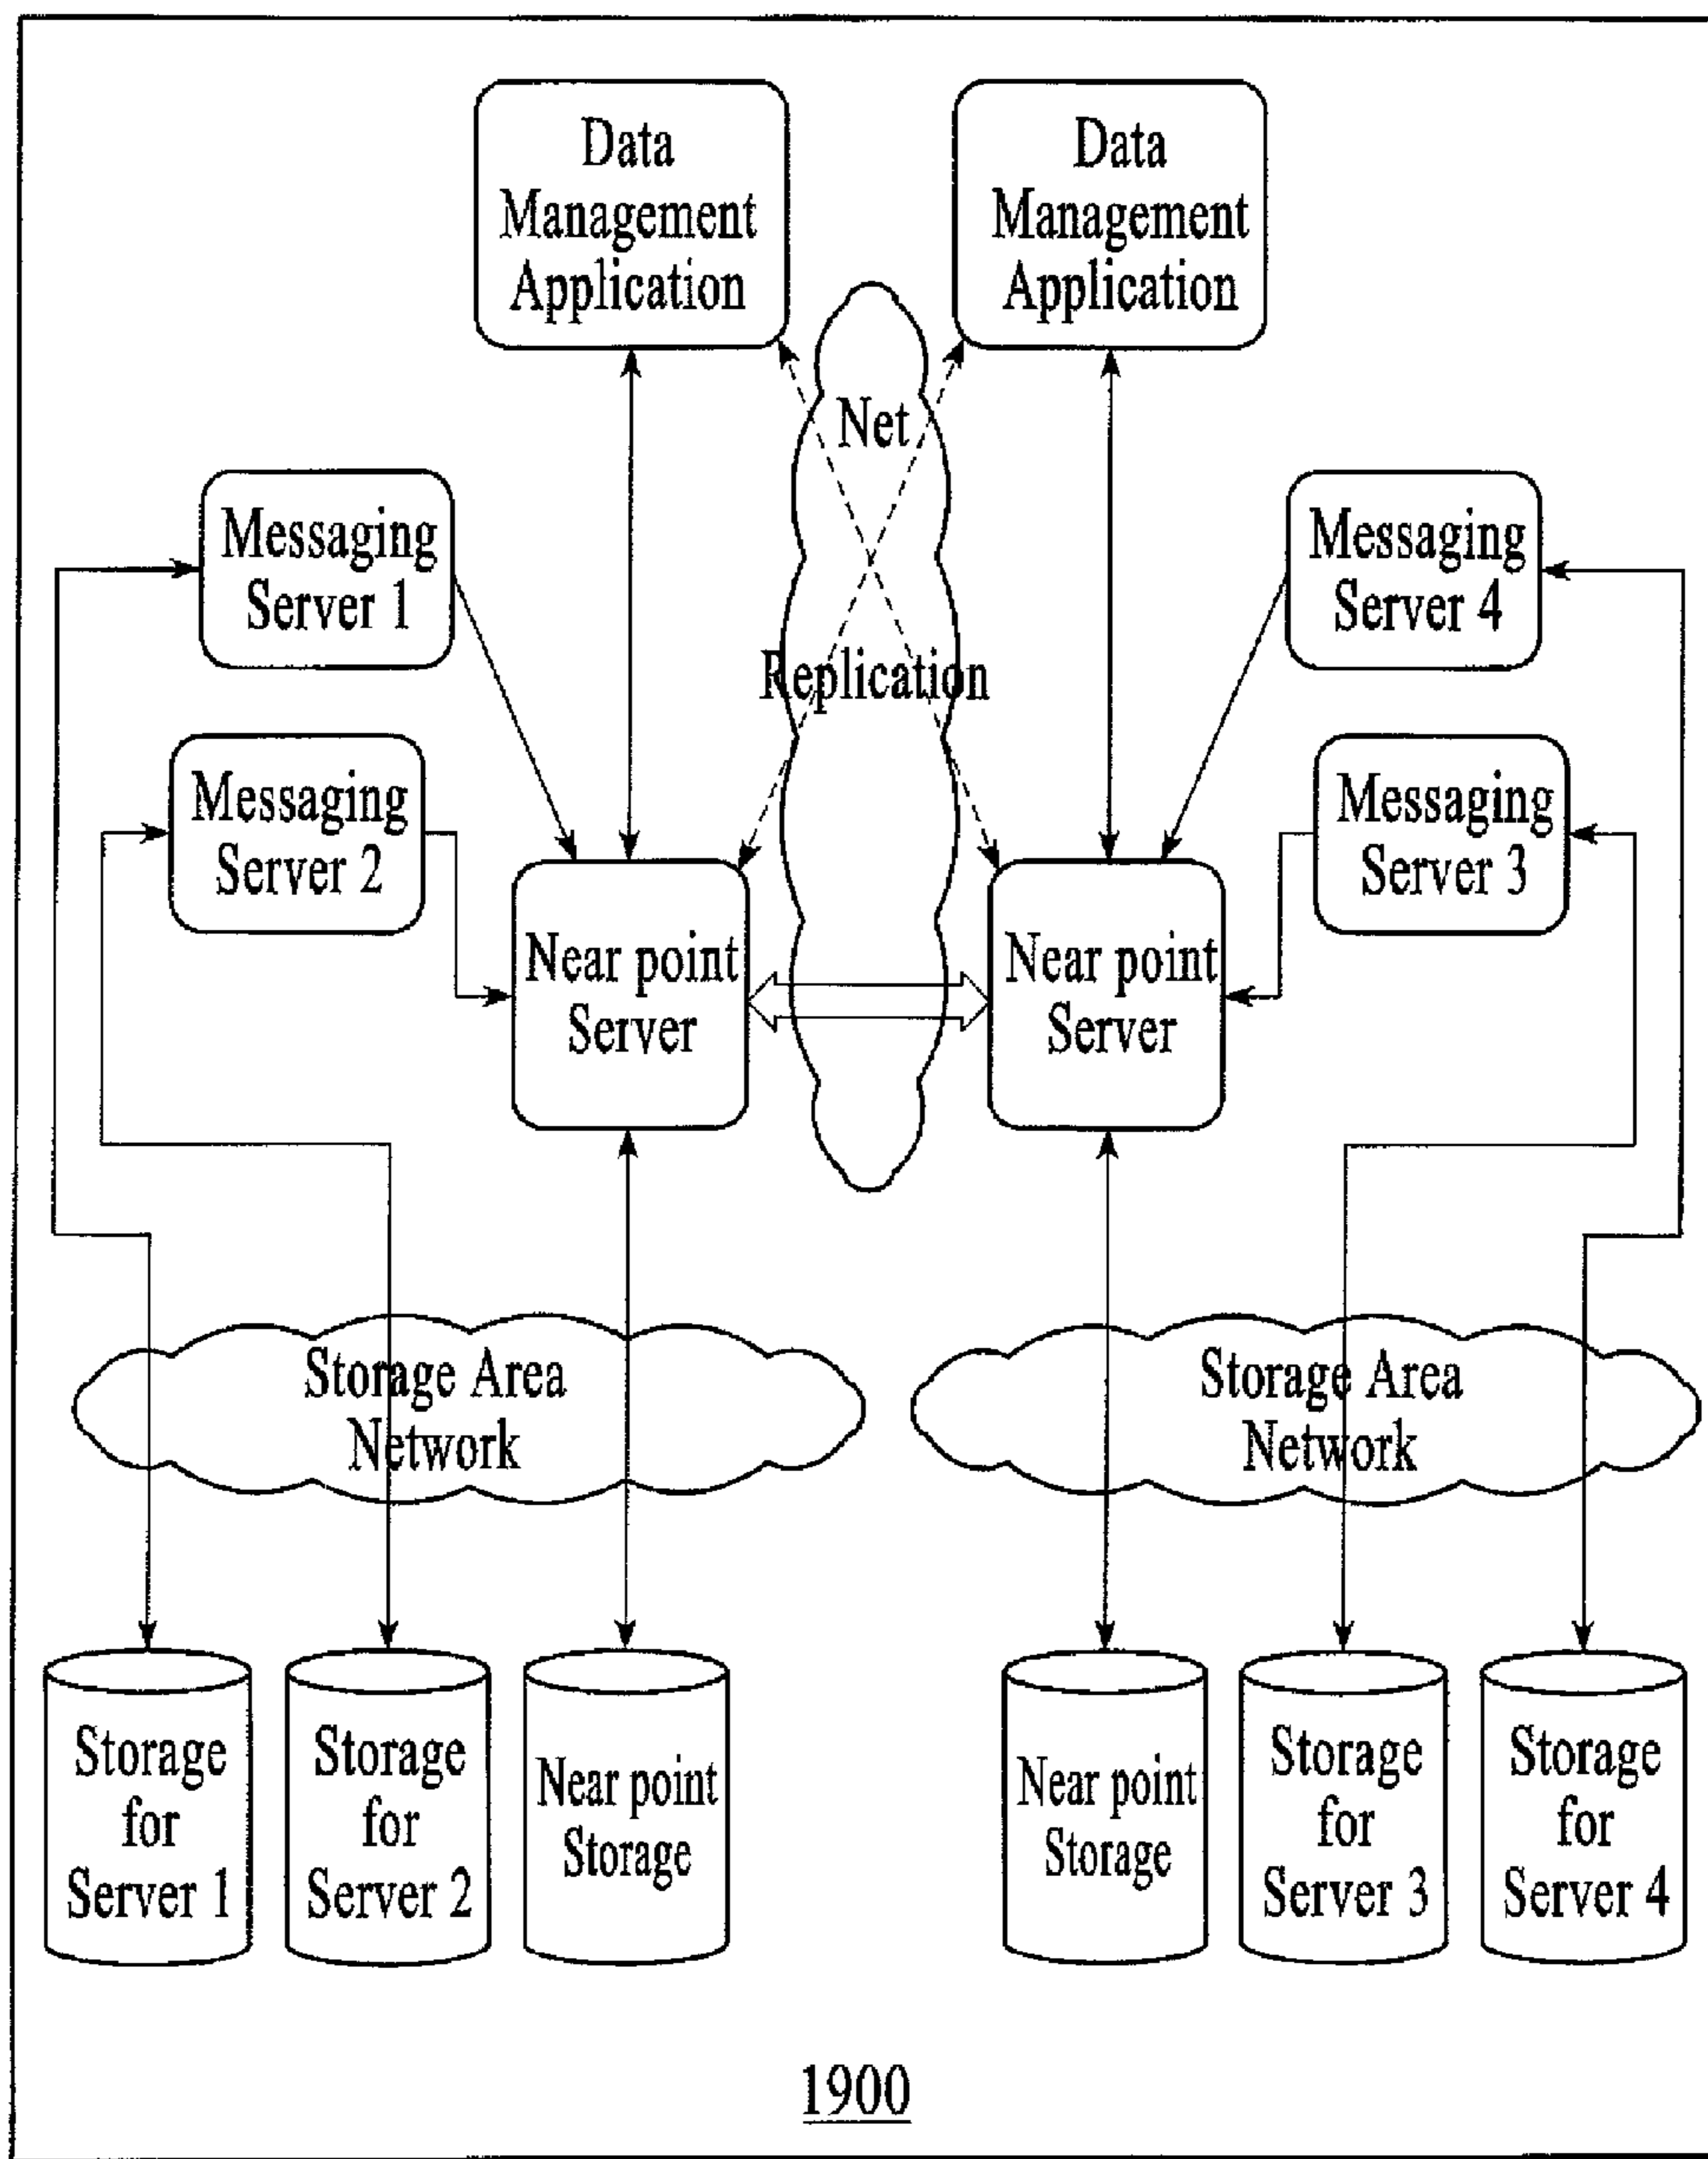 Data
Management
Application
Data
Management
Application
Net
Messaging
Server 1
Messaging
Server 4
Replication
Messaging
Server 2
Messaging
Server 3
Near point
Server
Near point
Server
Storage Area
Network
Storage Area
Network
Storage
for
Server 1
Storage
for
Server 2
Near point
Storage
Near point
Storage
Storage
for
Server 3
Storage
for
Server 4
1900